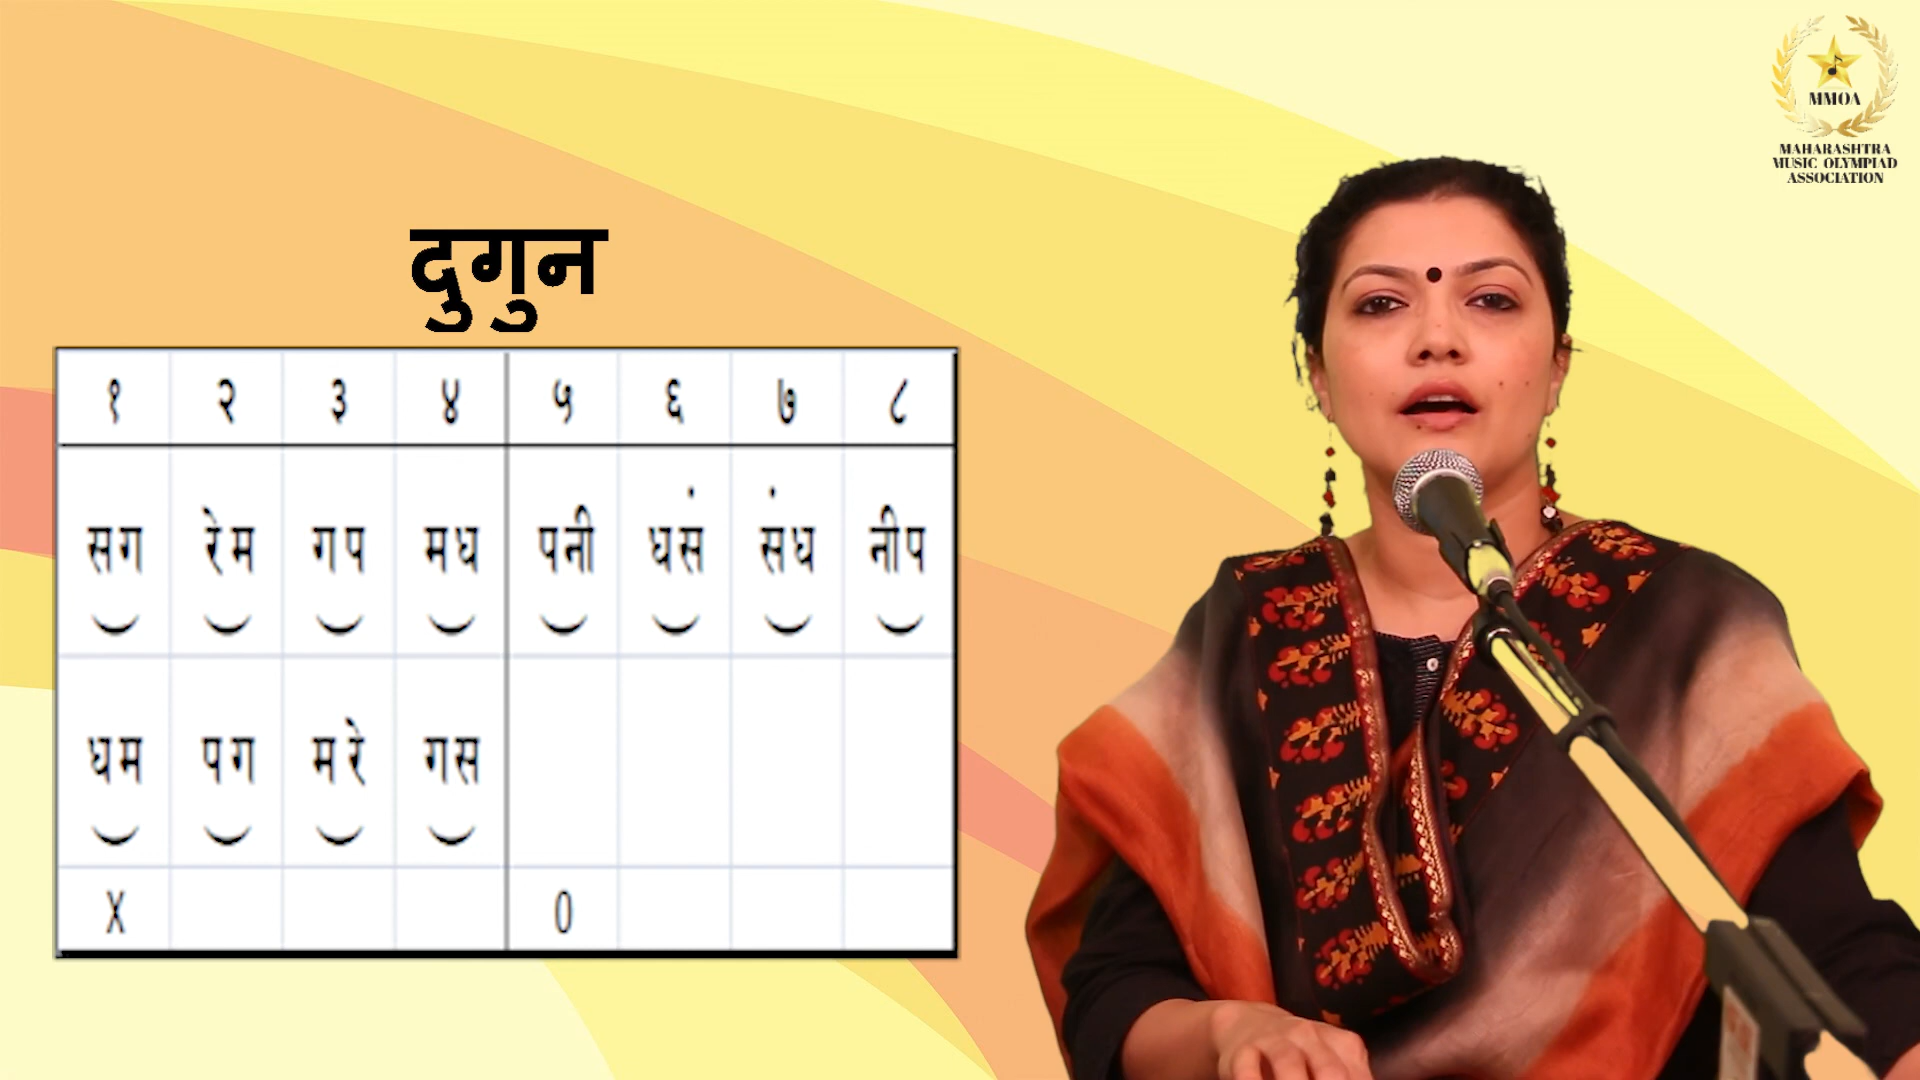 MMOA
MAHARASHTRA
MUSIC OLYMPIAD
ASSOCIATION
दुगुन
१ २ ३ ४ ५ ६ ७ ८
सग रेम गप मध पनी धसं संध नीप
धम पग मरे गस
X 0